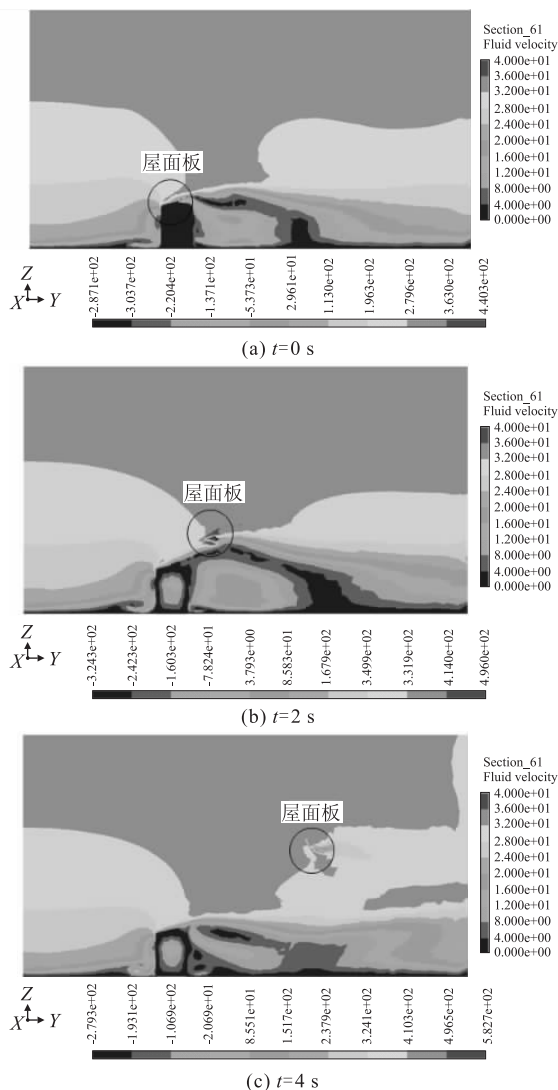 Section_61
Fluid velocity
4.000e+01
3.600e+01
3.200e+01
2.800e+01
2.400e+01
2.000e+01
1.600e+01
1.200e+01
8.000e+00
4.000e+00
0.000e+00
屋面板
Z
X Y
-2.871e+02
-3.037e+02
-2.204e+02
-1.371e+02
-5.373e+01
2.961e+01
1.130e+02
1.963e+02
2.796e+02
3.630e+02
4.403e+02
(a) t=0 s
Section_61
Fluid velocity
4.000e+01
3.600e+01
3.200e+01
2.800e+01
2.400e+01
2.000e+01
1.600e+01
1.200e+01
8.000e+00
4.000e+00
0.000e+00
屋面板
Z
X Y
-3.243e+02
-2.423e+02
-1.603e+02
-7.824e+01
3.793e+00
8.583e+01
1.679e+02
3.499e+02
3.319e+02
4.140e+02
4.960e+02
(b) t=2 s
Section_61
Fluid velocity
4.000e+01
3.600e+01
3.200e+01
2.800e+01
2.400e+01
2.000e+01
1.600e+01
1.200e+01
8.000e+00
4.000e+00
0.000e+00
屋面板
Z
X Y
-2.793e+02
-1.931e+02
-1.069e+02
-2.069e+01
8.551e+01
1.517e+02
2.379e+02
3.241e+02
4.103e+02
4.965e+02
5.827e+02
(c) t=4 s